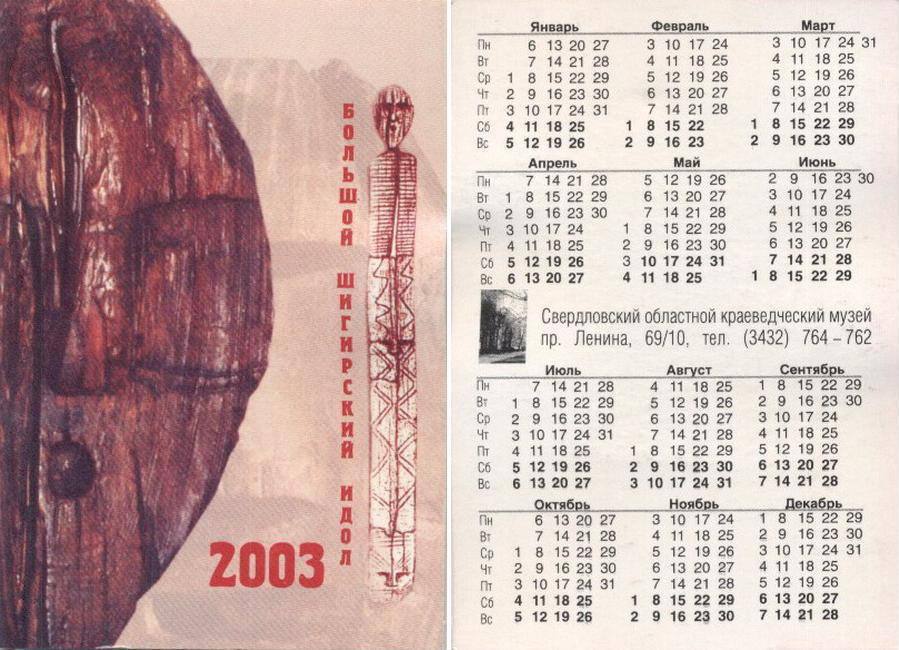 БОЛЬШОЙ ШИГИРСКИЙ ИДОЛ
2003
Январь Февраль Март
Пн 6 13 20 27 3 10 17 24 3 10 17 24 31
Вт 7 14 21 28 4 11 18 25 4 11 18 25
Ср 1 8 15 22 29 5 12 19 26 5 12 19 26
Чт 2 9 16 23 30 6 13 20 27 6 13 20 27
Пт 3 10 17 24 31 7 14 21 28 7 14 21 28
Сб 4 11 18 25 1 8 15 22 1 8 15 22 29
Вс 5 12 19 26 2 9 16 23 2 9 16 23 30
Апрель Май Июнь
Пн 7 14 21 28 5 12 19 26 2 9 16 23 30
Вт 1 8 15 22 29 6 13 20 27 3 10 17 24
Ср 2 9 16 23 30 7 14 21 28 4 11 18 25
Чт 3 10 17 24 1 8 15 22 29 5 12 19 26
Пт 4 11 18 25 2 9 16 23 30 6 13 20 27
Сб 5 12 19 26 3 10 17 24 31 7 14 21 28
Вс 6 13 20 27 4 11 18 25 1 8 15 22 29
Свердловский областной краеведческий музей
пр. Ленина, 69/10, тел. (3432) 764 – 762
Июль Август Сентябрь
Пн 7 14 21 28 4 11 18 25 1 8 15 22 29
Вт 1 8 15 22 29 5 12 19 26 2 9 16 23 30
Ср 2 9 16 23 30 6 13 20 27 3 10 17 24
Чт 3 10 17 24 31 7 14 21 28 4 11 18 25
Пт 4 11 18 25 1 8 15 22 29 5 12 19 26
Сб 5 12 19 26 2 9 16 23 30 6 13 20 27
Вс 6 13 20 27 3 10 17 24 31 7 14 21 28
Октябрь Ноябрь Декабрь
Пн 6 13 20 27 3 10 17 24 1 8 15 22 29
Вт 7 14 21 28 4 11 18 25 2 9 16 23 30
Ср 1 8 15 22 29 5 12 19 26 3 10 17 24 31
Чт 2 9 16 23 30 6 13 20 27 4 11 18 25
Пт 3 10 17 24 31 7 14 21 28 5 12 19 26
Сб 4 11 18 25 1 8 15 22 29 6 13 20 27
Вс 5 12 19 26 2 9 16 23 30 7 14 21 28